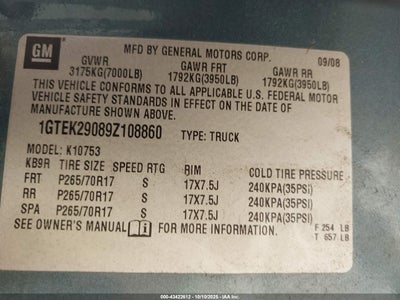 GM
MFD BY GENERAL MOTORS CORP.
09/08
GVWR GAWR FRT GAWR RR
3175KG(7000LB) 1792KG(3950LB) 1792KG(3950LB)
THIS VEHICLE CONFORMS TO ALL APPLICABLE U.S. FEDERAL MOTOR
VEHICLE SAFETY STANDARDS IN EFFECT ON THE DATE OF
MANUFACTURE SHOWN ABOVE.
1GTEK29089Z108860 TYPE: TRUCK
MODEL: K10753
KB9R TIRE SIZE SPEED RTG RIM COLD TIRE PRESSURE
FRT P265/70R17 S 17X7.5J 240KPA(35PSI)
RR P265/70R17 S 17X7.5J 240KPA(35PSI)
SPA P265/70R17 S 17X7.5J 240KPA(35PSI)
SEE OWNER'S MANUAL FOR MORE INFORMATION.
F 254 LB
T 657 LB
000-43422612 - 10/10/2025 - Copyright IAA, Inc.